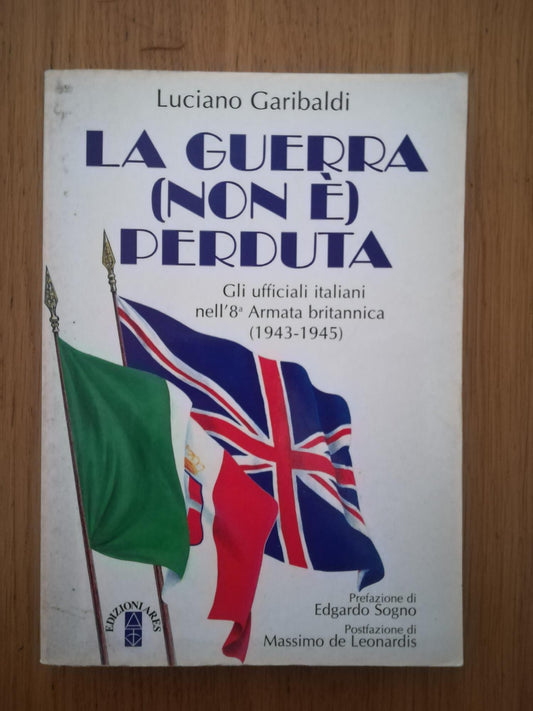 Luciano Garibaldi
LA GUERRA
(NON È)
PERDUTA
Gli ufficiali italiani
nell'8ª Armata britannica
(1943-1945)
Prefazione di
Edgardo Sogno
Postfazione di
Massimo de Leonardis
EDIZIONI ARES